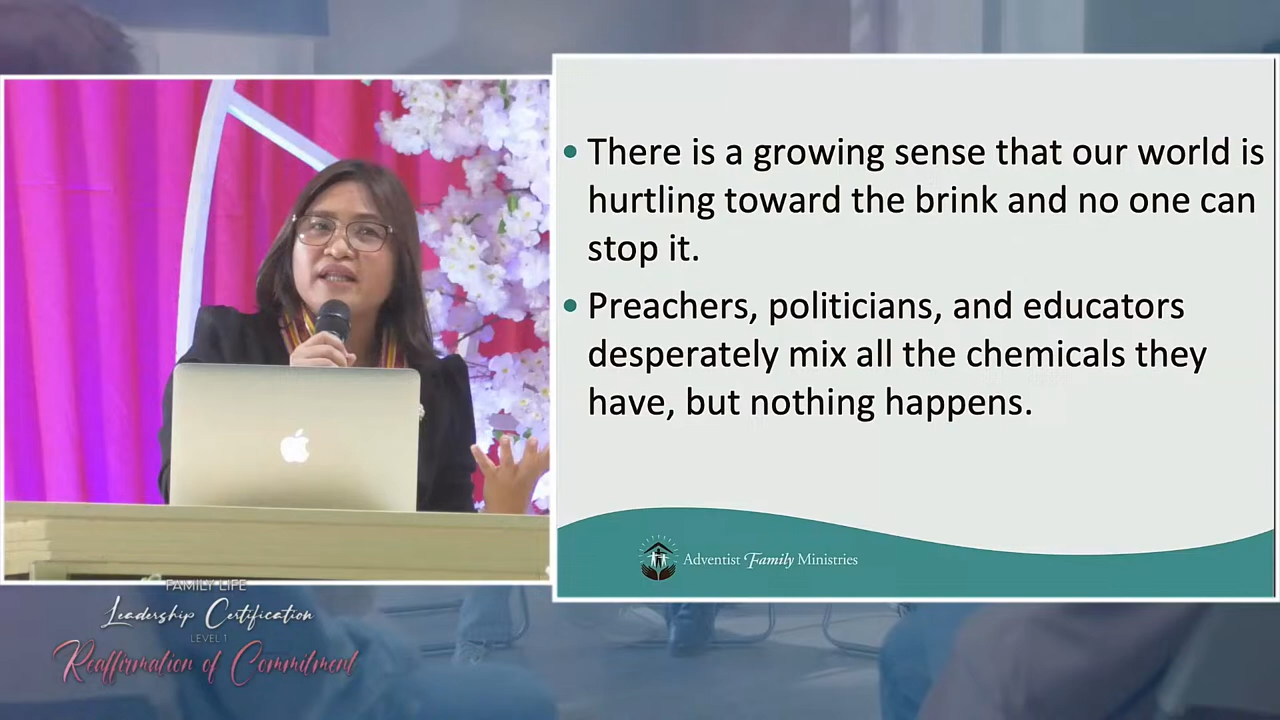 • There is a growing sense that our world is
hurtling toward the brink and no one can
stop it.
• Preachers, politicians, and educators
desperately mix all the chemicals they
have, but nothing happens.
Adventist Family Ministries
FAMILY LIFE
Leadership Certification
LEVEL 1
Reaffirmation of Commitment